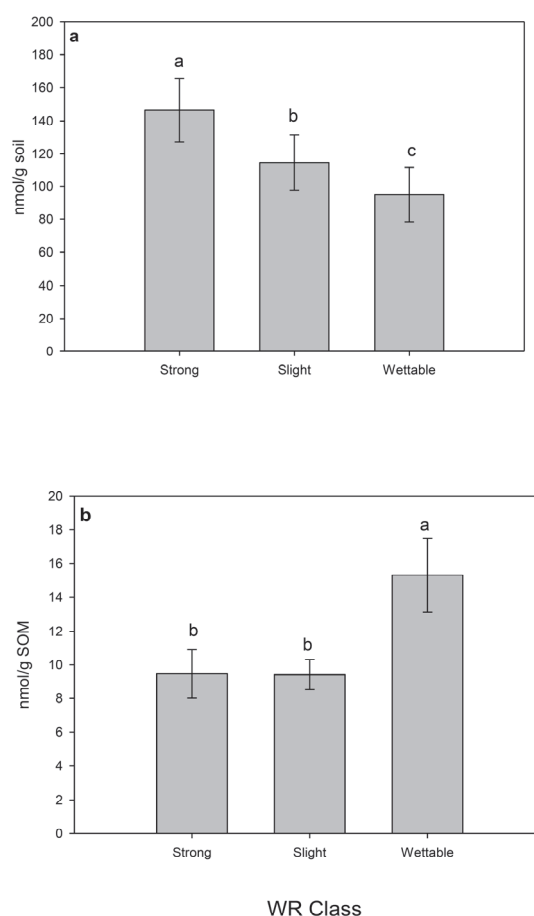 200
a
180
a
160
b
140
c
120
100
80
60
40
20
0
nmol/g soil
Strong Slight Wettable
20
b
a
18
16
14
12
b b
10
8
6
4
2
0
nmol/g SOM
Strong Slight Wettable
WR Class